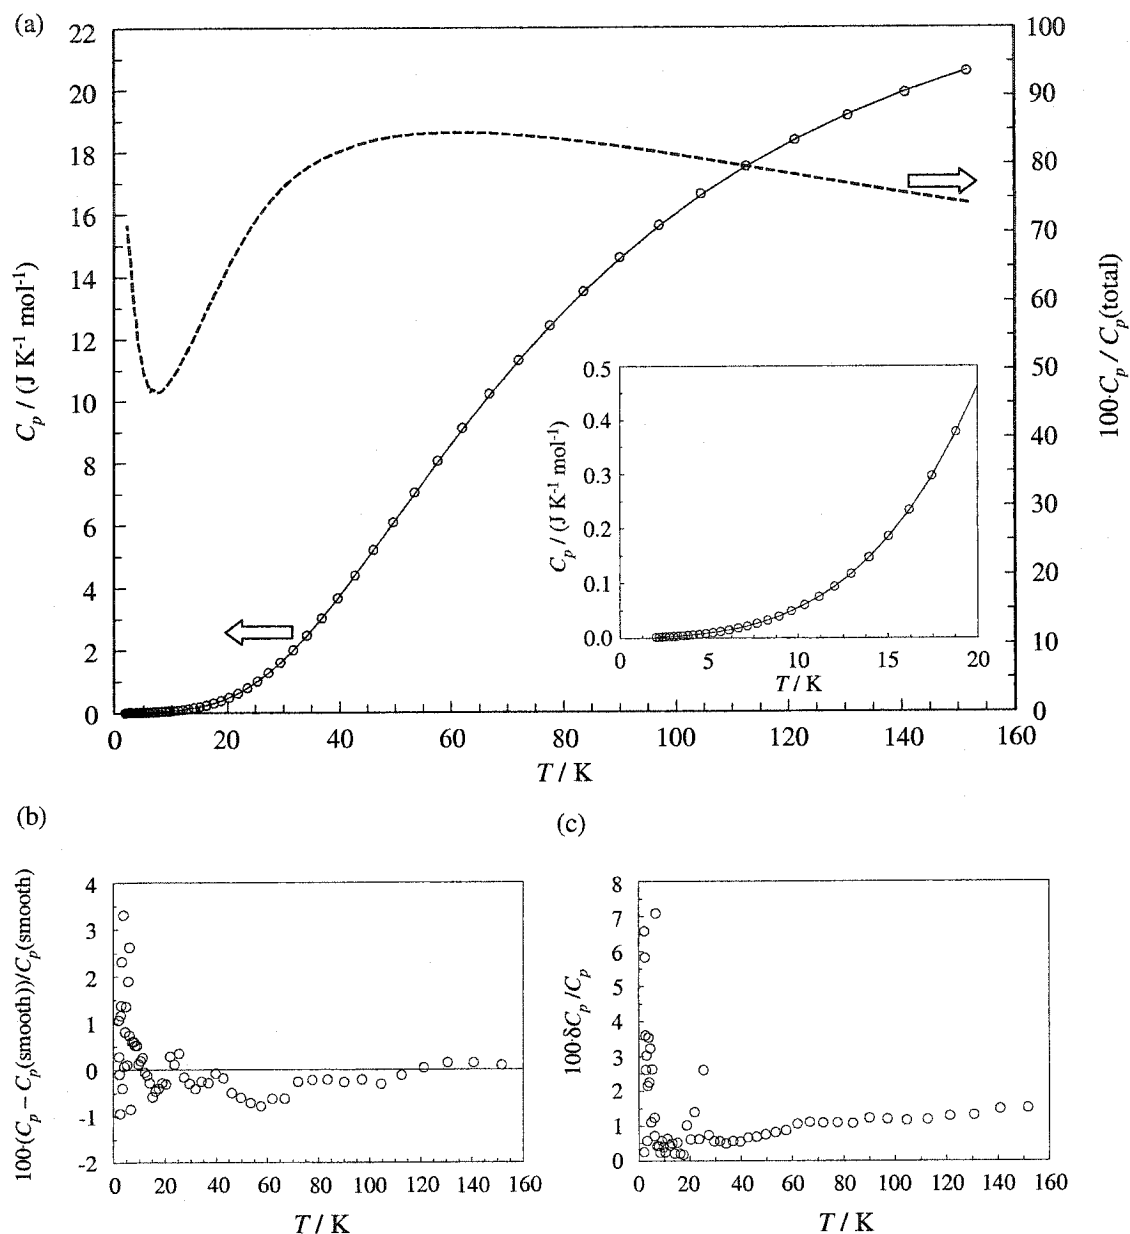 (a)
22
20
18
16
14
12
10
8
6
4
2
0
C_p / (J K⁻¹ mol⁻¹)
100
90
80
70
60
50
40
30
20
10
0
100·C_p / C_p(total)
0.5
0.4
0.3
0.2
0.1
0.0
C_p / (J K⁻¹ mol⁻¹)
0 5 10 15 20
T / K
0 20 40 60 80 100 120 140 160
T / K
(b)
4
3
2
1
0
-1
-2
100·(C_p – C_p(smooth))/C_p(smooth)
0 20 40 60 80 100 120 140 160
T / K
(c)
8
7
6
5
4
3
2
1
0
100·δC_p/C_p
0 20 40 60 80 100 120 140 160
T / K